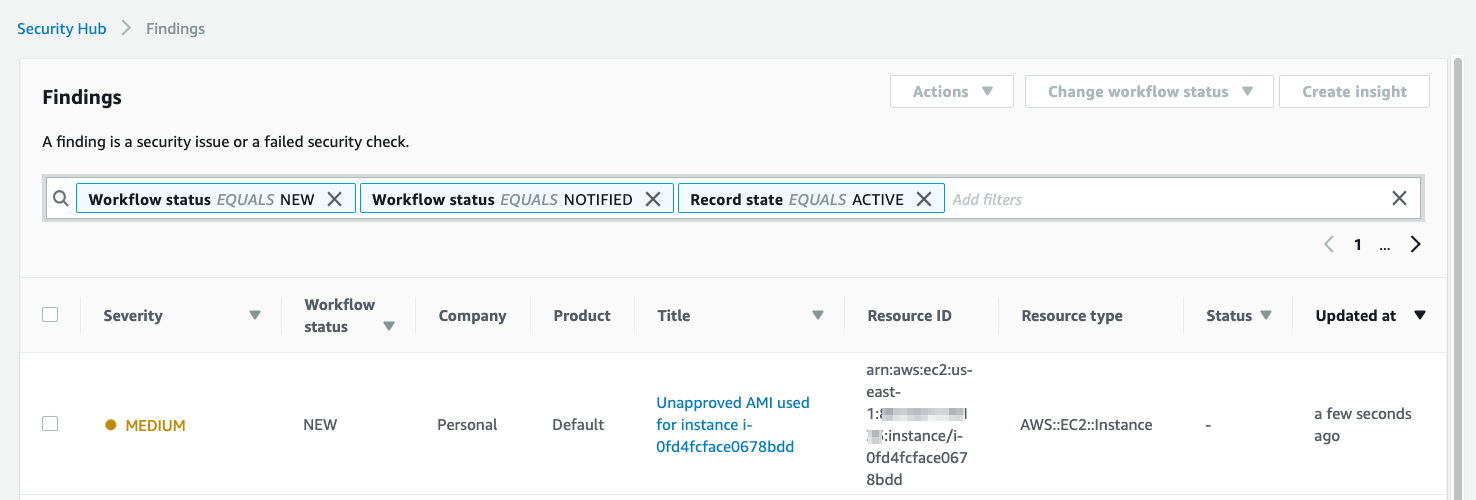 Security Hub > Findings
Findings
Actions ▼ Change workflow status ▼ Create insight
A finding is a security issue or a failed security check.
Workflow status EQUALS NEW Workflow status EQUALS NOTIFIED Record state EQUALS ACTIVE Add filters
1 ...
Severity Workflow status Company Product Title Resource ID Resource type Status Updated at
MEDIUM
NEW
Personal
Default
Unapproved AMI used
for instance i-
0fd4fcface0678bdd
arn:aws:ec2:us-
east-
1:
:instance/i-
0fd4fcface067
8bdd
AWS::EC2::Instance
-
a few seconds
ago